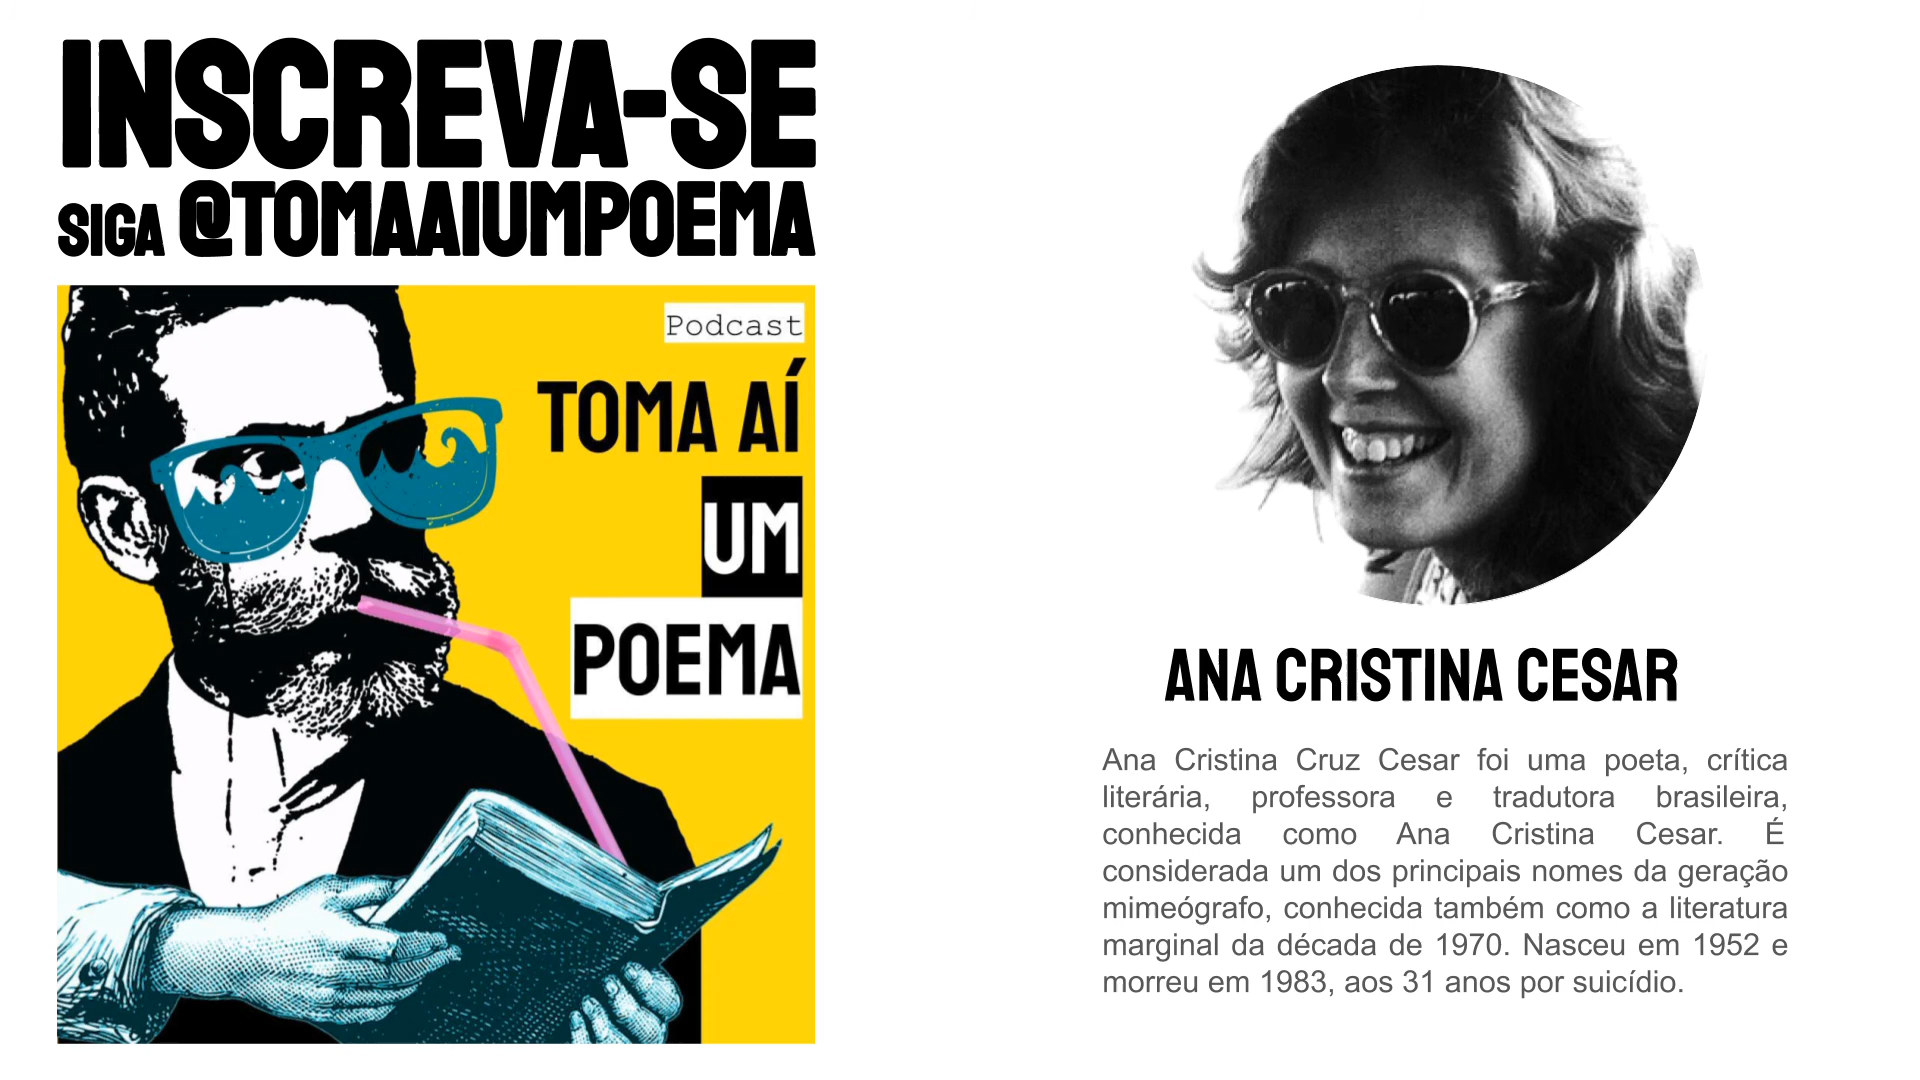 INSCREVA-SE
SIGA @TOMAAIUMPOEMA
Podcast
TOMA AÍ
UM
POEMA
ANA CRISTINA CESAR
Ana Cristina Cruz Cesar foi uma poeta, crítica
literária, professora e tradutora brasileira,
conhecida como Ana Cristina Cesar. É
considerada um dos principais nomes da geração
mimeógrafo, conhecida também como a literatura
marginal da década de 1970. Nasceu em 1952 e
morreu em 1983, aos 31 anos por suicídio.